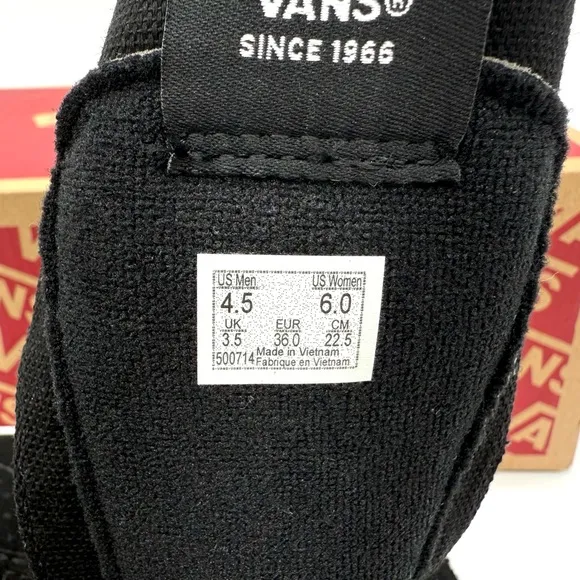 VANS®
SINCE 1966
US Men US Women
4.5 6.0
UK EUR CM
3.5 36.0 22.5
500714 Made in Vietnam
Fabrique en Vietnam